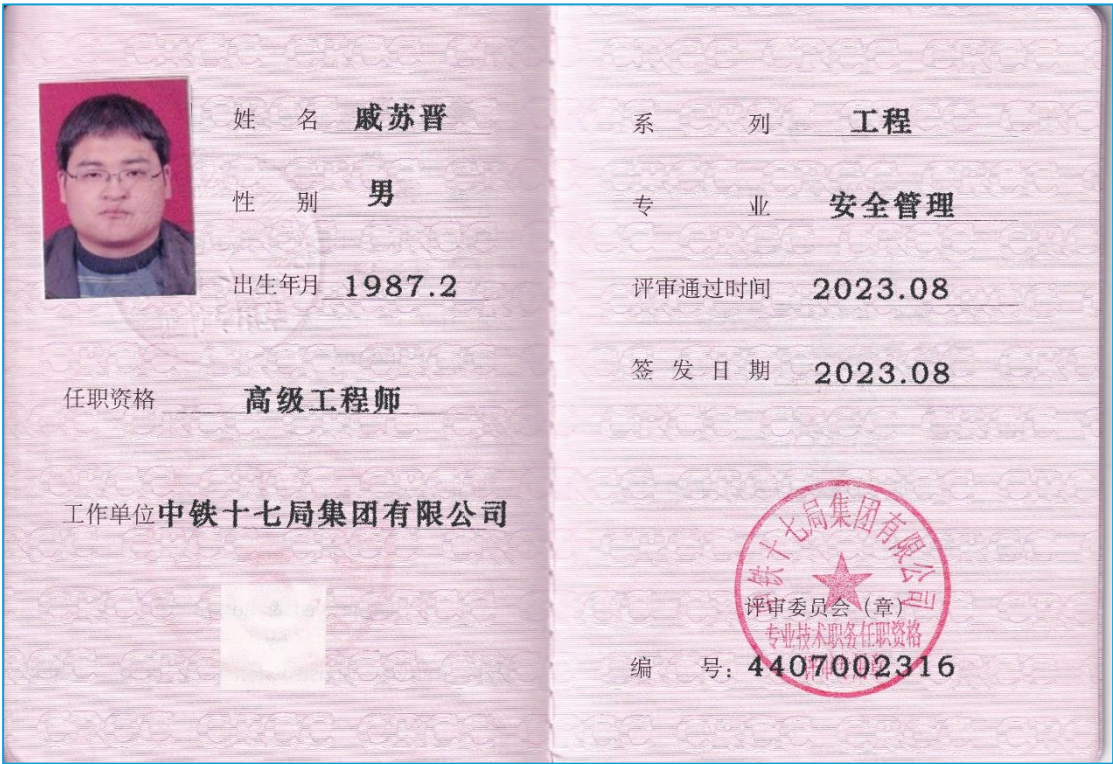 姓名 戚苏晋
性别 男
出生年月 1987.2
任职资格 高级工程师
工作单位 中铁十七局集团有限公司
系列 工程
专业 安全管理
评审通过时间 2023.08
签发日期 2023.08
中铁十七局集团有限公司
评审委员会（章）
专业技术职务任职资格
编号：4407002316